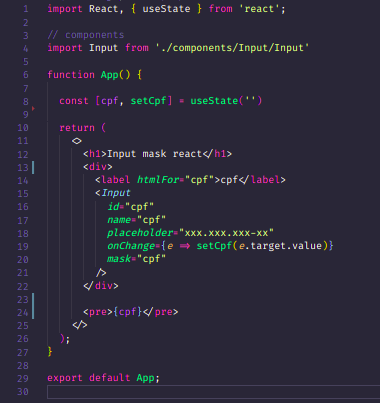 1 import React, { useState } from 'react';
2
3 // components
4 import Input from './components/Input/Input'
5
6 function App() {
7
8 const [cpf, setCpf] = useState('')
9
10 return (
11 <>
12 <h1>Input mask react</h1>
13 <div>
14 <label htmlFor="cpf">cpf</label>
15 <Input
16 id="cpf"
17 name="cpf"
18 placeholder="xxx.xxx.xxx-xx"
19 onChange={e => setCpf(e.target.value)}
20 mask="cpf"
21 />
22 </div>
23
24 <pre>{cpf}</pre>
25 </>
26 );
27 }
28
29 export default App;
30